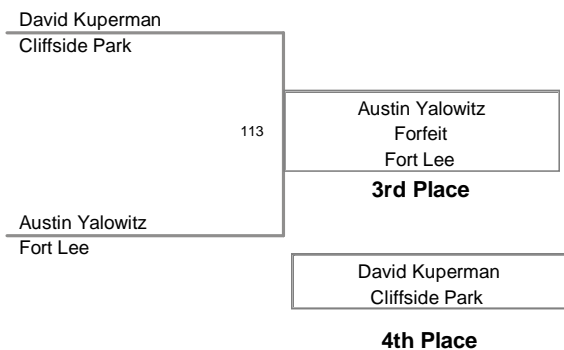 David Kuperman
Cliffside Park
113
Austin Yalowitz
Forfeit
Fort Lee
3rd Place
Austin Yalowitz
Fort Lee
David Kuperman
Cliffside Park
4th Place